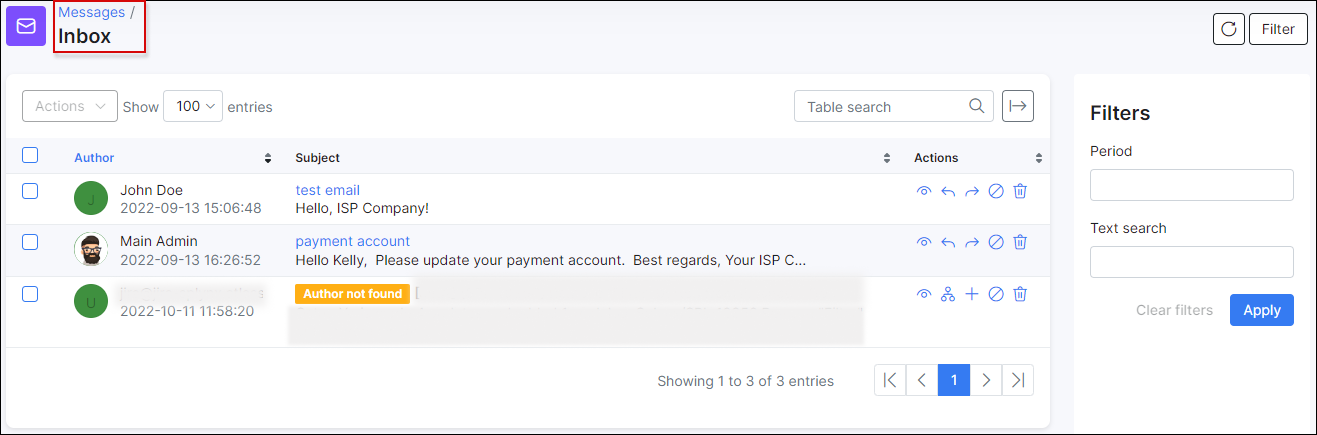 Messages /
Inbox
Filter
Actions Show 100 entries
Table search
Author Subject Actions
J John Doe test email
2022-09-13 15:06:48 Hello, ISP Company!
Main Admin payment account
2022-09-13 16:26:52 Hello Kelly, Please update your payment account. Best regards, Your ISP C...
U Author not found [
2022-10-11 11:58:20
Showing 1 to 3 of 3 entries
1
Filters
Period
Text search
Clear filters Apply